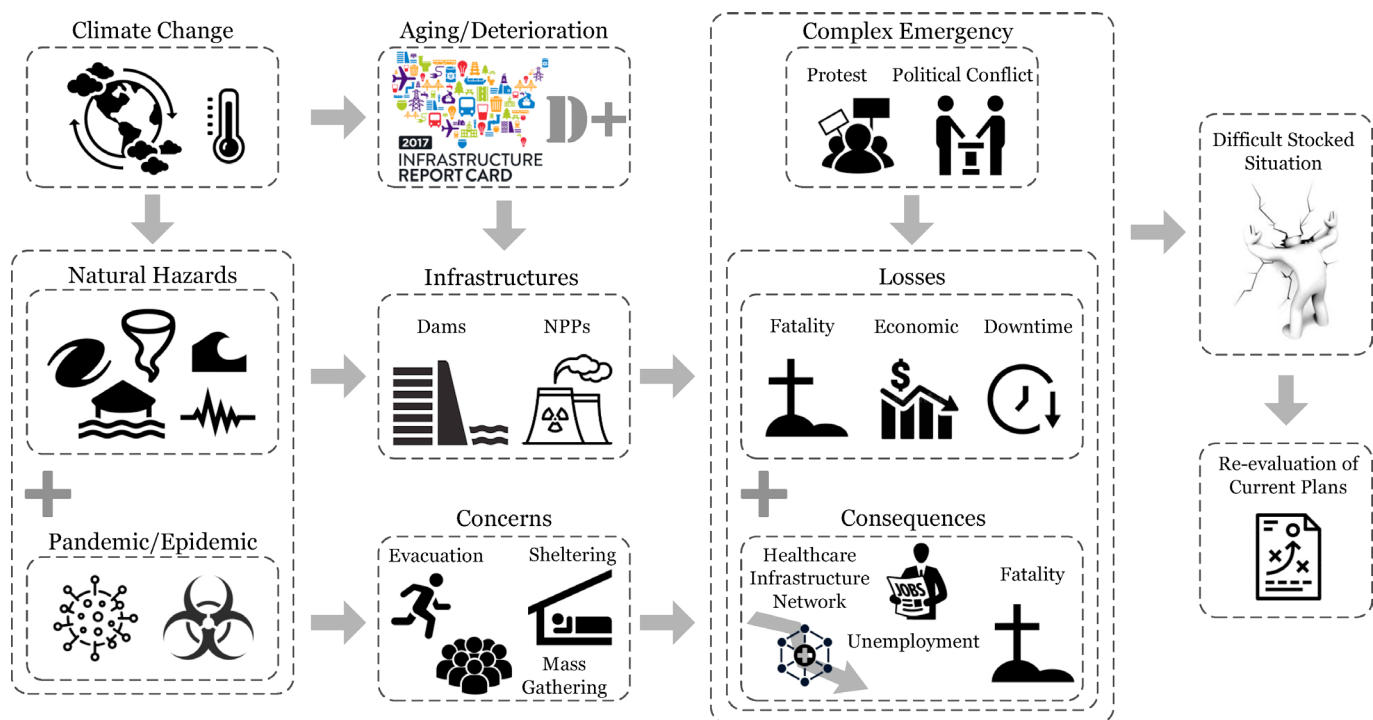 Climate Change
Aging/Deterioration
D+
2017
INFRASTRUCTURE
REPORT CARD
Complex Emergency
Protest
Political Conflict
Difficult Stocked
Situation
Natural Hazards
Infrastructures
Dams
NPPs
Losses
Fatality
Economic
Downtime
$
Re-evaluation of
Current Plans
Pandemic/Epidemic
Concerns
Evacuation
Sheltering
Mass
Gathering
Consequences
Healthcare
Infrastructure
Network
JOBS
Unemployment
Fatality